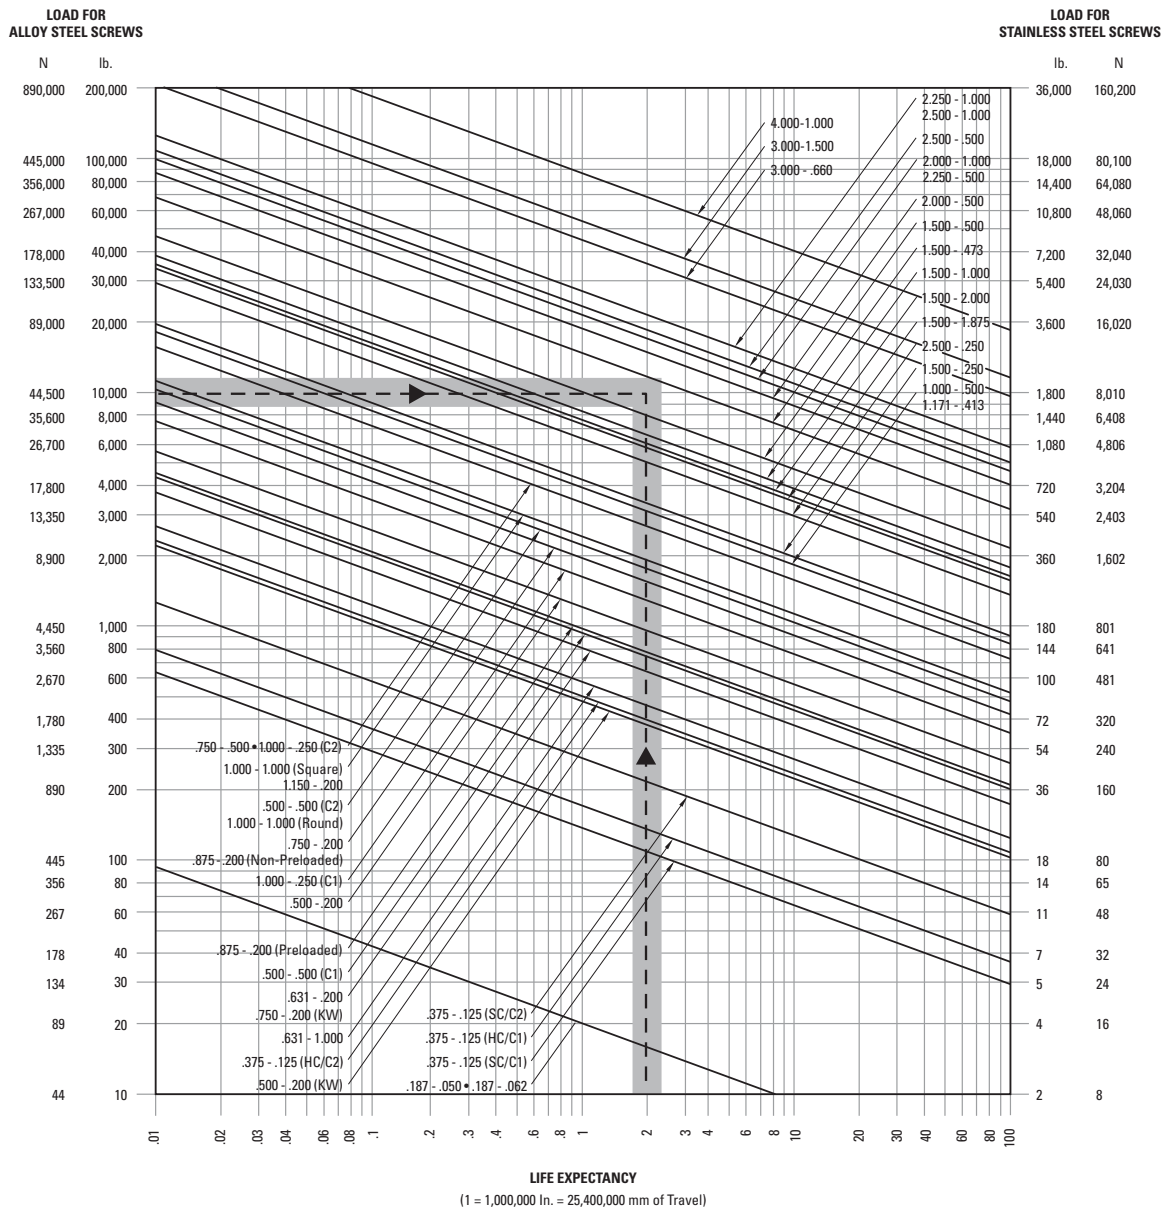 LOAD FOR
ALLOY STEEL SCREWS
LOAD FOR
STAINLESS STEEL SCREWS
N lb.
lb. N
890,000 200,000
445,000 100,000
356,000 80,000
267,000 60,000
178,000 40,000
133,500 30,000
89,000 20,000
44,500 10,000
35,600 8,000
26,700 6,000
17,800 4,000
13,350 3,000
8,900 2,000
4,450 1,000
3,560 800
2,670 600
1,780 400
1,335 300
890 200
445 100
356 80
267 60
178 40
134 30
89 20
44 10
4.000-1.000
3.000-1.500
3.000 - .660
2.250 - 1.000
2.500 - 1.000
2.500 - .500
2.000 - 1.000
2.250 - .500
2.000 - .500
1.500 - .500
1.500 - .473
1.500 - 1.000
1.500 - 2.000
1.500 - 1.875
2.500 - .250
1.500 - .250
1.000 - .500
1.171 - .413
36,000 160,200
18,000 80,100
14,400 64,080
10,800 48,060
7,200 32,040
5,400 24,030
3,600 16,020
1,800 8,010
1,440 6,408
1,080 4,806
720 3,204
540 2,403
360 1,602
180 801
144 641
100 481
72 320
54 240
36 160
18 80
14 65
11 48
7 32
5 24
4 16
2 8
.750 - .500 • 1.000 - .250 (C2)
1.000 - 1.000 (Square)
1.150 - .200
.500 - .500 (C2)
1.000 - 1.000 (Round)
.750 - .200
.875 - .200 (Non-Preloaded)
1.000 - .250 (C1)
.500 - .200
.875 - .200 (Preloaded)
.500 - .500 (C1)
.631 - .200
.750 - .200 (KW)
.631 - 1.000
.375 - .125 (HC/C2)
.500 - .200 (KW)
.375 - .125 (SC/C2)
.375 - .125 (HC/C1)
.375 - .125 (SC/C1)
.187 - .050 • .187 - .062
.01 .02 .03 .04 .06 .08 .1 .2 .3 .4 .6 .8 1 2 3 4 6 8 10 20 30 40 60 80 100
LIFE EXPECTANCY
(1 = 1,000,000 In. = 25,400,000 mm of Travel)